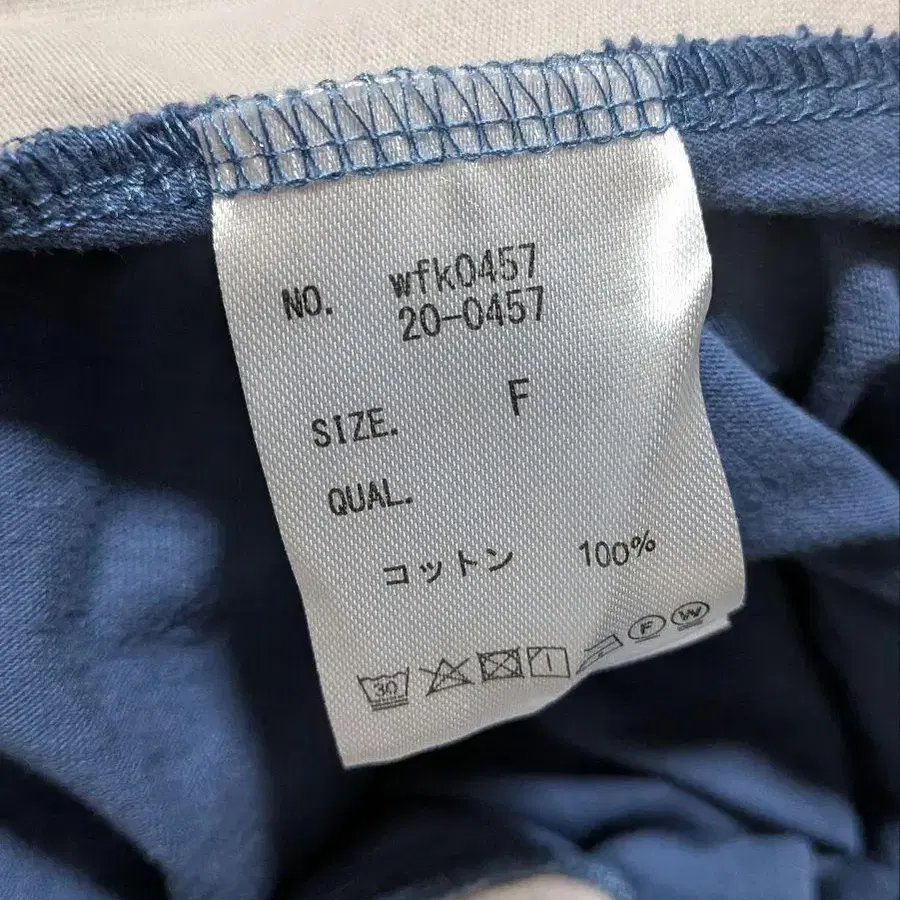 NO. wfk0457
20-0457
SIZE. F
QUAL.
コットン 100%
30 F W